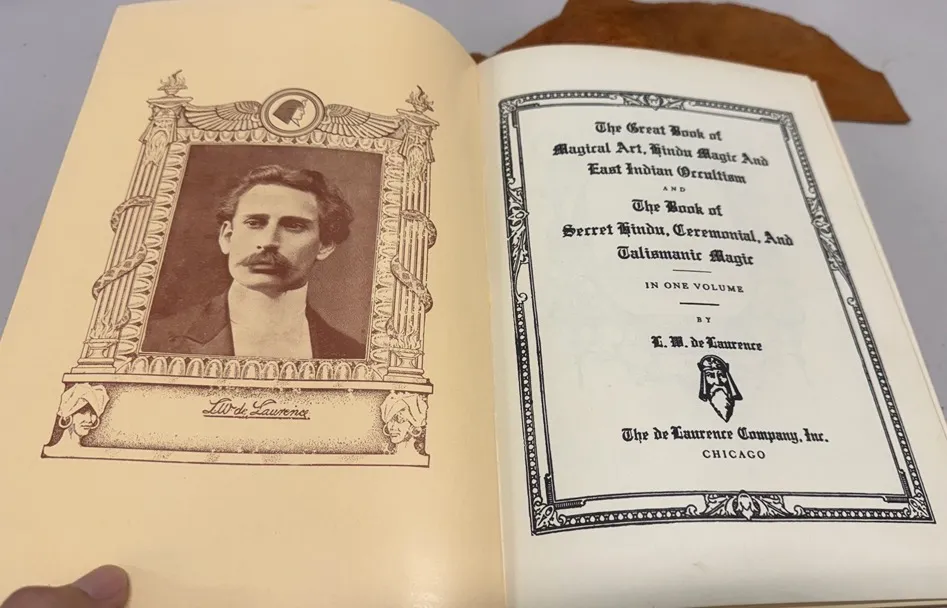 LW de Laurence
The Great Book of
Magical Art, Hindu Magic And
East Indian Occultism
AND
The Book of
Secret Hindu, Ceremonial, And
Talismanic Magic
IN ONE VOLUME
BY
L. W. de Laurence
The de Laurence Company, Inc.
CHICAGO